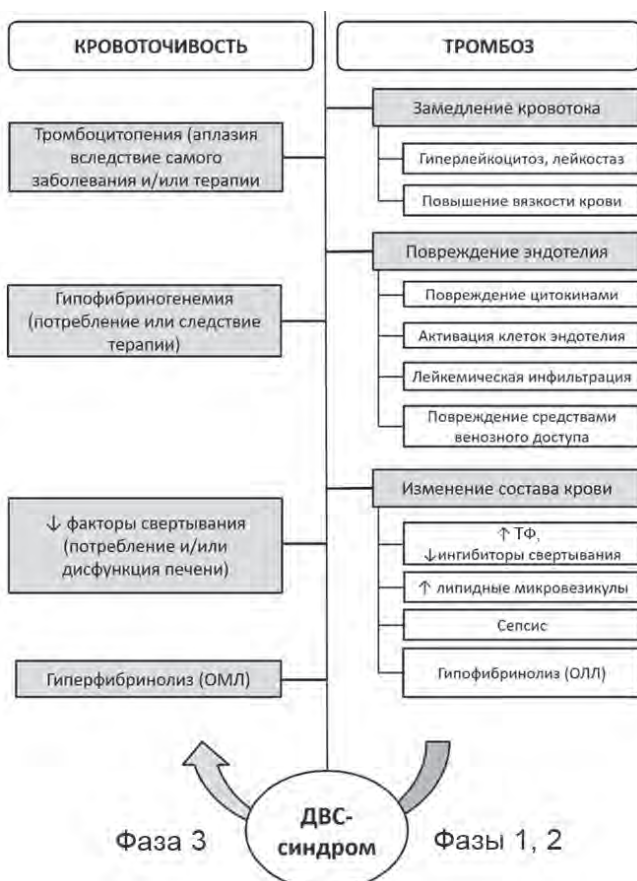 КРОВОТОЧИВОСТЬ
Тромбоцитопения (аплазия
вследствие самого
заболевания и/или терапии
Гипофибриногенемия
(потребление или следствие
терапии)
↓ факторы свертывания
(потребление и/или
дисфункция печени)
Гиперфибринолиз (ОМЛ)
ТРОМБОЗ
Замедление кровотока
Гиперлейкоцитоз, лейкостаз
Повышение вязкости крови
Повреждение эндотелия
Повреждение цитокинами
Активация клеток эндотелия
Лейкемическая инфильтрация
Повреждение средствами
венозного доступа
Изменение состава крови
↑ ТФ,
↓ингибиторы свертывания
↑ липидные микровезикулы
Сепсис
Гипофибринолиз (ОЛЛ)
Фаза 3
ДВС-
синдром
Фазы 1, 2